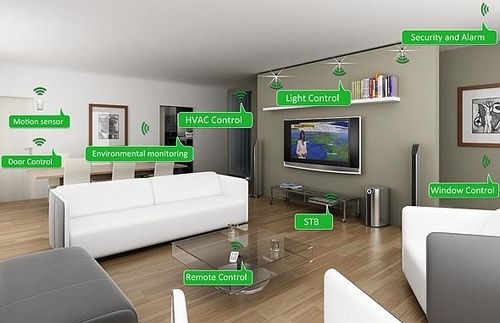 Security and Alarm
Light Control
Motion sensor
HVAC Control
Door Control
Environmental monitoring
Window Control
STB
Remote Control